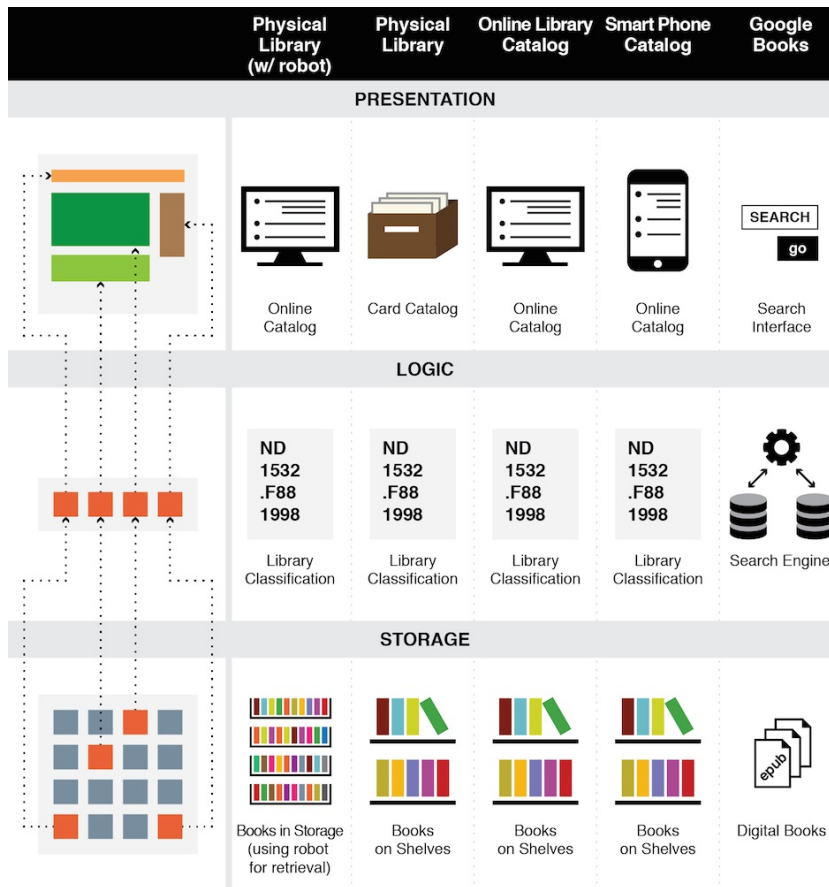 Physical
Library
(w/ robot)
Physical
Library
Online Library
Catalog
Smart Phone
Catalog
Google
Books
PRESENTATION
SEARCH
go
Online
Catalog
Card Catalog
Online
Catalog
Online
Catalog
Search
Interface
LOGIC
ND
1532
.F88
1998
ND
1532
.F88
1998
ND
1532
.F88
1998
ND
1532
.F88
1998
Library
Classification
Library
Classification
Library
Classification
Library
Classification
Search Engine
STORAGE
epub
Books in Storage
(using robot
for retrieval)
Books
on Shelves
Books
on Shelves
Books
on Shelves
Digital Books